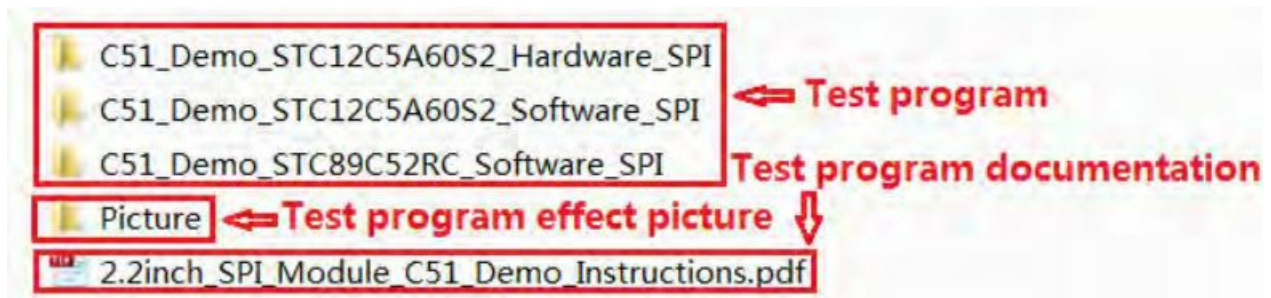 C51_Demo_STC12C5A60S2_Hardware_SPI
C51_Demo_STC12C5A60S2_Software_SPI
Test program
C51_Demo_STC89C52RC_Software_SPI
Test program documentation
Picture
Test program effect picture
2.2inch_SPI_Module_C51_Demo_Instructions.pdf